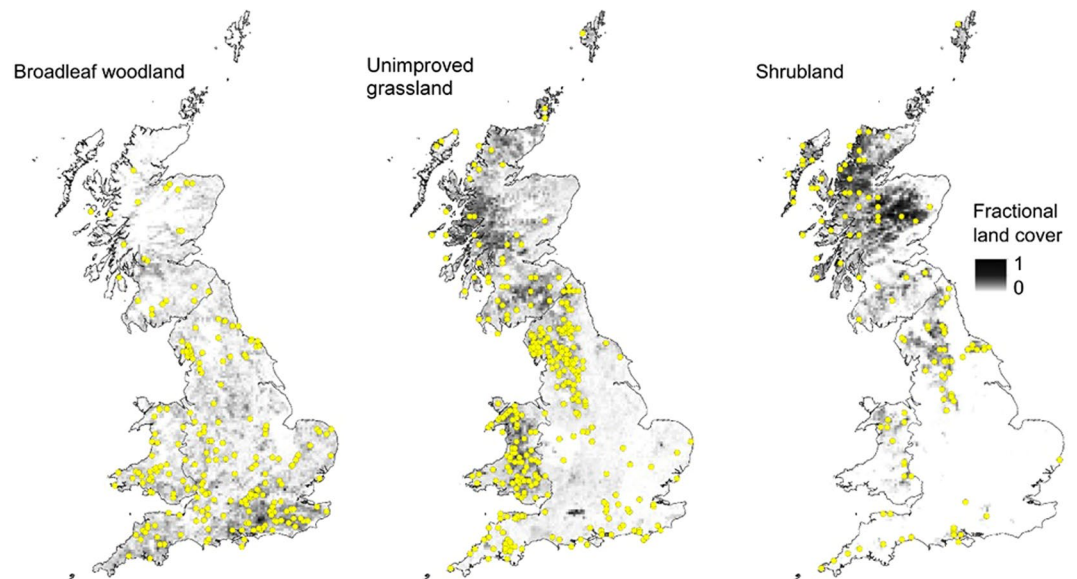 Broadleaf woodland
Unimproved
grassland
Shrubland
Fractional
land cover
1
0